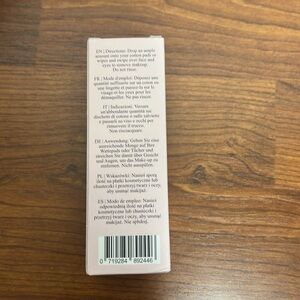 EN | Directions: Drop an ample
amount onto your cotton pads or
wipes and swipe over face and
eyes to remove makeup.
Do not rinse.
FR | Mode d'emploi: Déposez une
quantité suffisante sur un coton ou
une lingette et passez-la sur le
visage et les yeux pour les
démaquiller. Ne pas rincer.
IT | Indicazioni: Versare
un'abbondante quantità sui
dischetti di cotone o sulle salviette
e passarli su viso e occhi per
rimuovere il trucco.
Non risciacquare.
DE | Anwendung: Geben Sie eine
ausreichende Menge auf Ihre
Wattepads oder Tücher und
streichen Sie damit über Gesicht
und Augen, um das Make-up zu
entfernen. Nicht ausspülen.
PL | Wskazówki: Nanieś sporą
ilość na płatki kosmetyczne lub
chusteczki i przetrzyj twarz i oczy,
aby usunąć makijaż.
ES | Modo de empleo: Nanieś
odpowiednią ilość na płatki
kosmetyczne lub chusteczki i
przetrzyj twarz i oczy, aby usunąć
makijaż. Nie spłukuj.
0 719284 892446